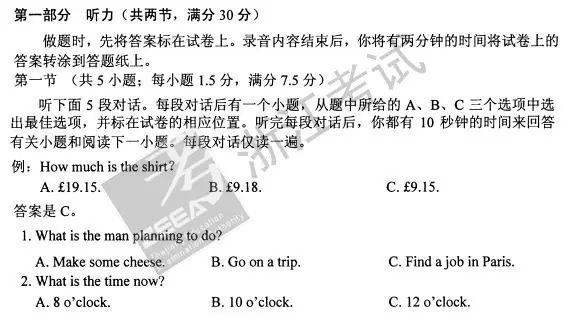 第一部分 听力（共两节，满分 30 分）
做题时，先将答案标在试卷上。录音内容结束后，你将有两分钟的时间将试卷上的
答案转涂到答题纸上。
第一节 （共 5 小题；每小题 1.5 分，满分 7.5 分）
听下面 5 段对话。每段对话后有一个小题，从题中所给的 A、B、C 三个选项中选
出最佳选项，并标在试卷的相应位置。听完每段对话后，你都有 10 秒钟的时间来回答
有关小题和阅读下一小题。每段对话仅读一遍。
例：How much is the shirt?
A. £19.15. B. £9.18. C. £9.15.
答案是 C。
1. What is the man planning to do?
A. Make some cheese. B. Go on a trip. C. Find a job in Paris.
2. What is the time now?
A. 8 o'clock. B. 10 o'clock. C. 12 o'clock.
浙江考试
ZEEA